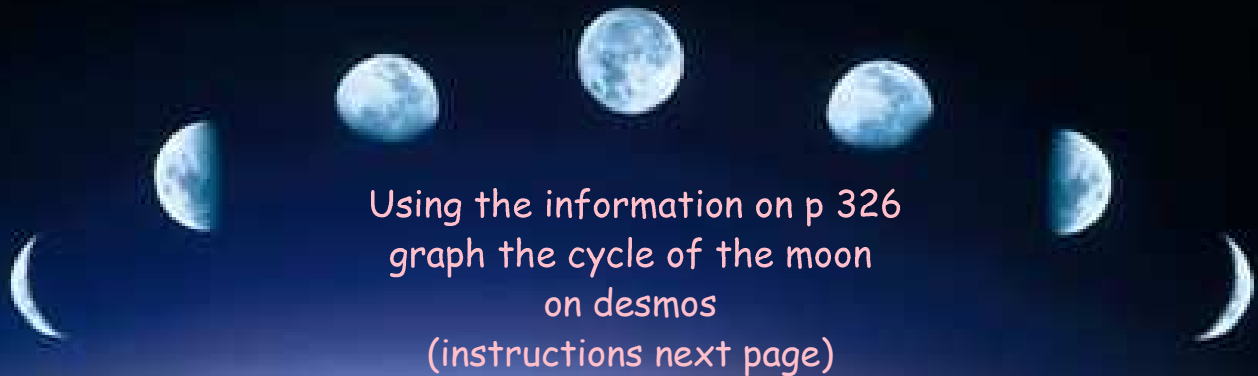 Using the information on p 326
graph the cycle of the moon
on desmos
(instructions next page)